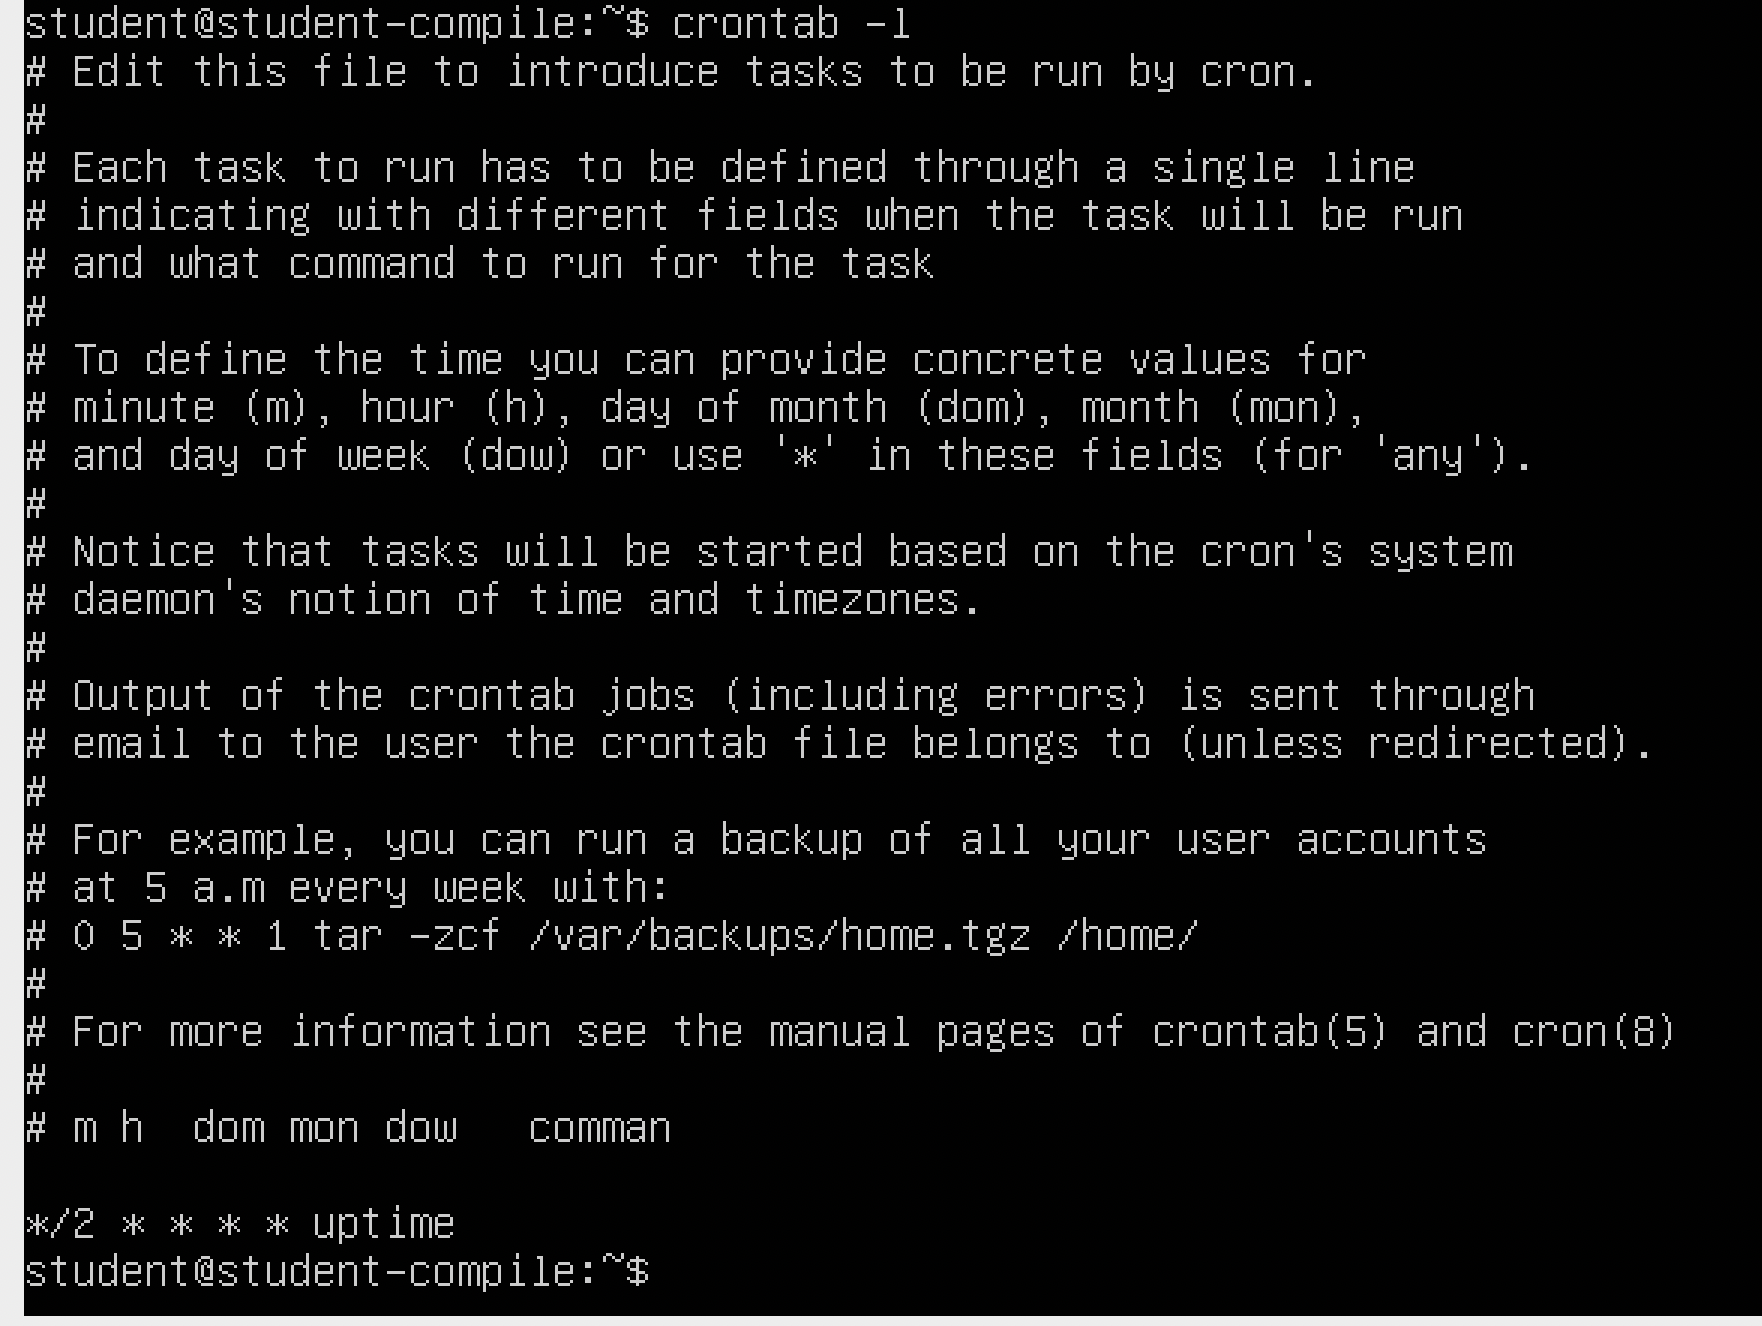 student@student-compile:~$ crontab -l
# Edit this file to introduce tasks to be run by cron.
#
# Each task to run has to be defined through a single line
# indicating with different fields when the task will be run
# and what command to run for the task
#
# To define the time you can provide concrete values for
# minute (m), hour (h), day of month (dom), month (mon),
# and day of week (dow) or use '*' in these fields (for 'any').
#
# Notice that tasks will be started based on the cron's system
# daemon's notion of time and timezones.
#
# Output of the crontab jobs (including errors) is sent through
# email to the user the crontab file belongs to (unless redirected).
#
# For example, you can run a backup of all your user accounts
# at 5 a.m every week with:
# 0 5 * * 1 tar -zcf /var/backups/home.tgz /home/
#
# For more information see the manual pages of crontab(5) and cron(8)
#
# m h  dom mon dow   comman

*/2 * * * * uptime
student@student-compile:~$